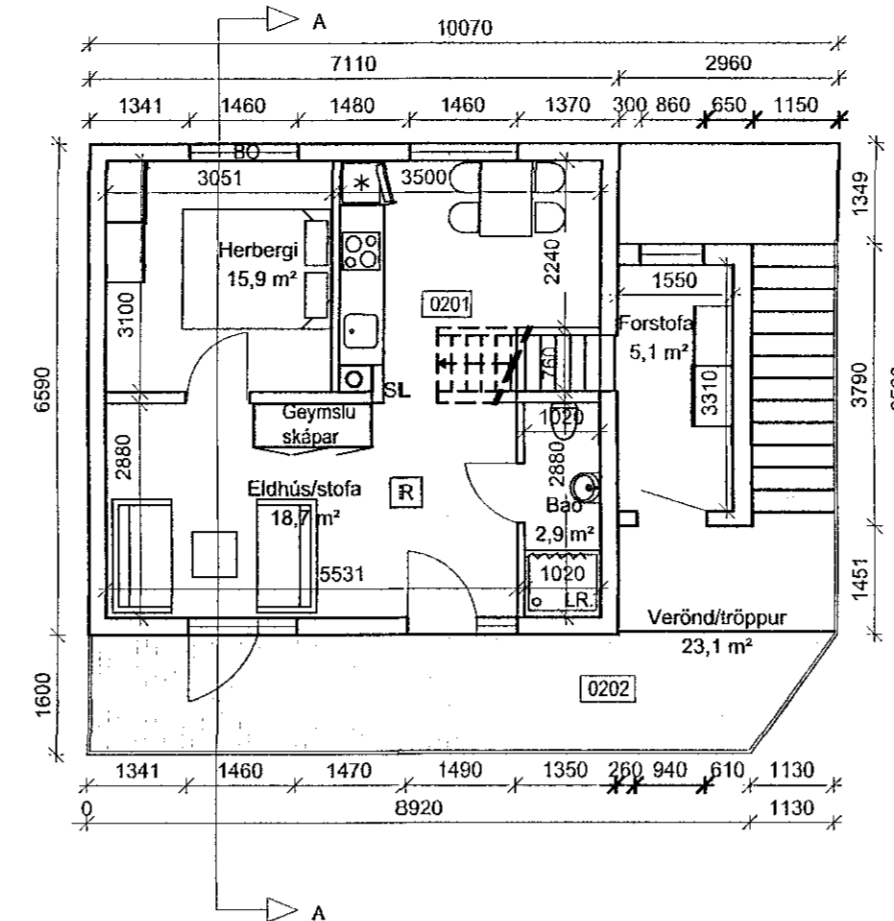 A
10070
7110 2960
1341 1460 1480 1460 1370 300 860 650 1150
BO
3051 3500
1349
Herbergi
15,9 m²
2240
0201
1550
Forstofa
5,1 m²
3100
760
3310
3790
6590
SL
Geymslu
skápar
1020
2880
2880
Eldhús/stofa
18,7 m²
R
Bað
2,9 m²
5531 1020
LR.
1451
Verönd/tröppur
23,1 m²
1600
0202
1341 1460 1470 1490 1350 260 940 610 1130
0 8920 1130
A